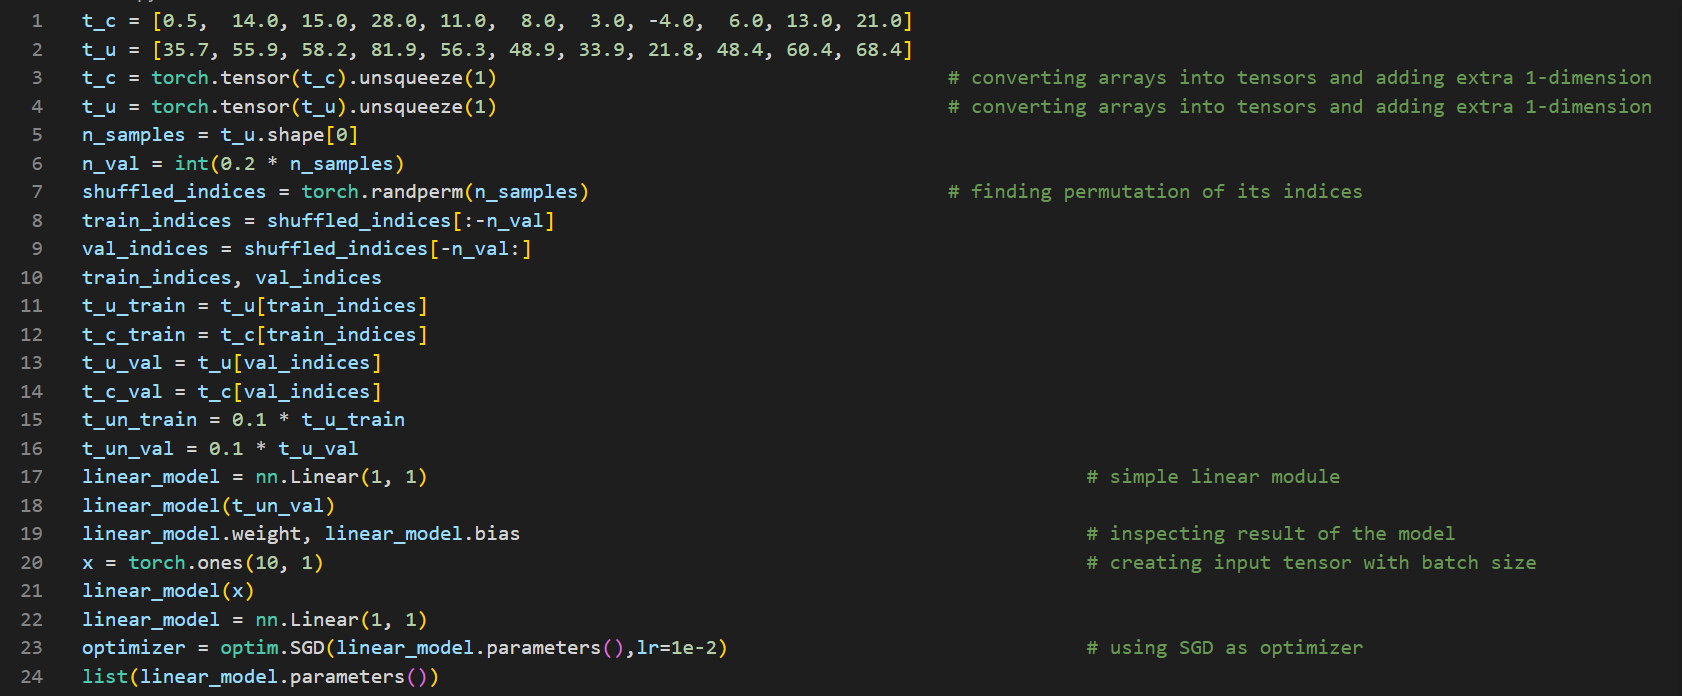 1 t_c = [0.5,  14.0, 15.0, 28.0, 11.0,  8.0,  3.0, -4.0,  6.0, 13.0, 21.0]
2 t_u = [35.7, 55.9, 58.2, 81.9, 56.3, 48.9, 33.9, 21.8, 48.4, 60.4, 68.4]
3 t_c = torch.tensor(t_c).unsqueeze(1) # converting arrays into tensors and adding extra 1-dimension
4 t_u = torch.tensor(t_u).unsqueeze(1) # converting arrays into tensors and adding extra 1-dimension
5 n_samples = t_u.shape[0]
6 n_val = int(0.2 * n_samples)
7 shuffled_indices = torch.randperm(n_samples) # finding permutation of its indices
8 train_indices = shuffled_indices[:-n_val]
9 val_indices = shuffled_indices[-n_val:]
10 train_indices, val_indices
11 t_u_train = t_u[train_indices]
12 t_c_train = t_c[train_indices]
13 t_u_val = t_u[val_indices]
14 t_c_val = t_c[val_indices]
15 t_un_train = 0.1 * t_u_train
16 t_un_val = 0.1 * t_u_val
17 linear_model = nn.Linear(1, 1) # simple linear module
18 linear_model(t_un_val)
19 linear_model.weight, linear_model.bias # inspecting result of the model
20 x = torch.ones(10, 1) # creating input tensor with batch size
21 linear_model(x)
22 linear_model = nn.Linear(1, 1)
23 optimizer = optim.SGD(linear_model.parameters(),lr=1e-2) # using SGD as optimizer
24 list(linear_model.parameters())